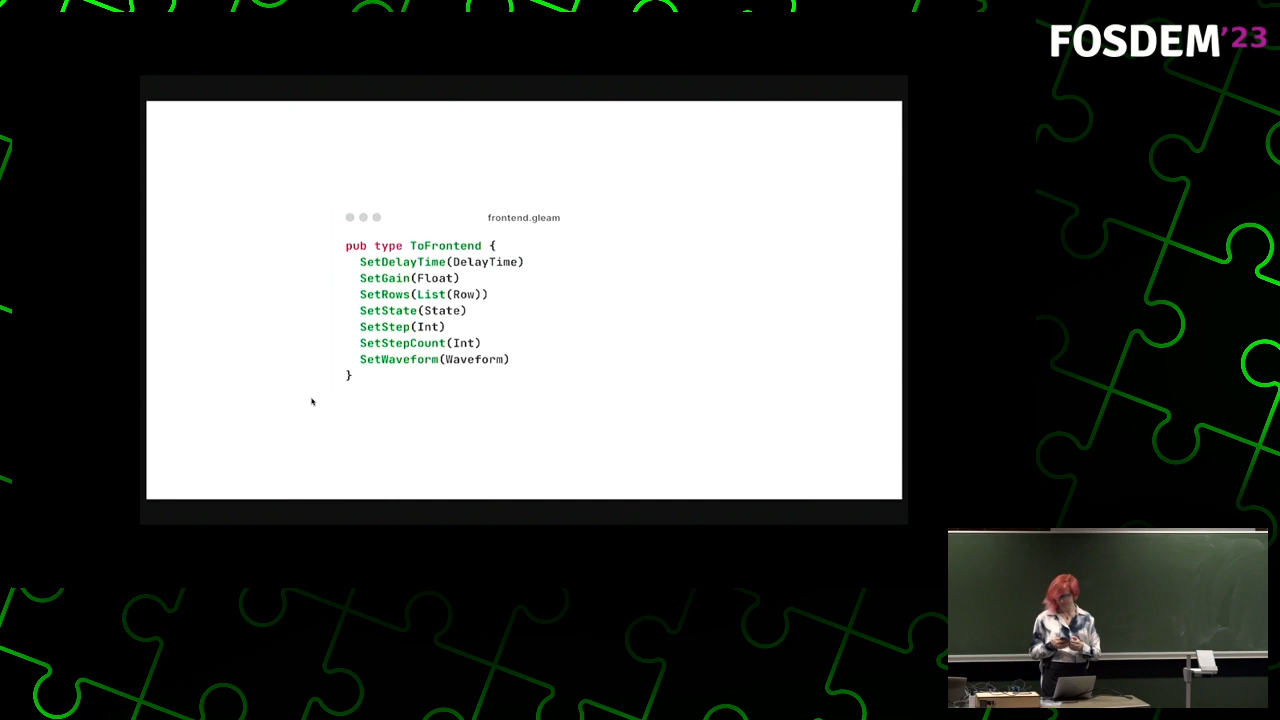 FOSDEM'23
frontend.gleam
pub type ToFrontend {
  SetDelayTime(DelayTime)
  SetGain(Float)
  SetRows(List(Row))
  SetState(State)
  SetStep(Int)
  SetStepCount(Int)
  SetWaveform(Waveform)
}